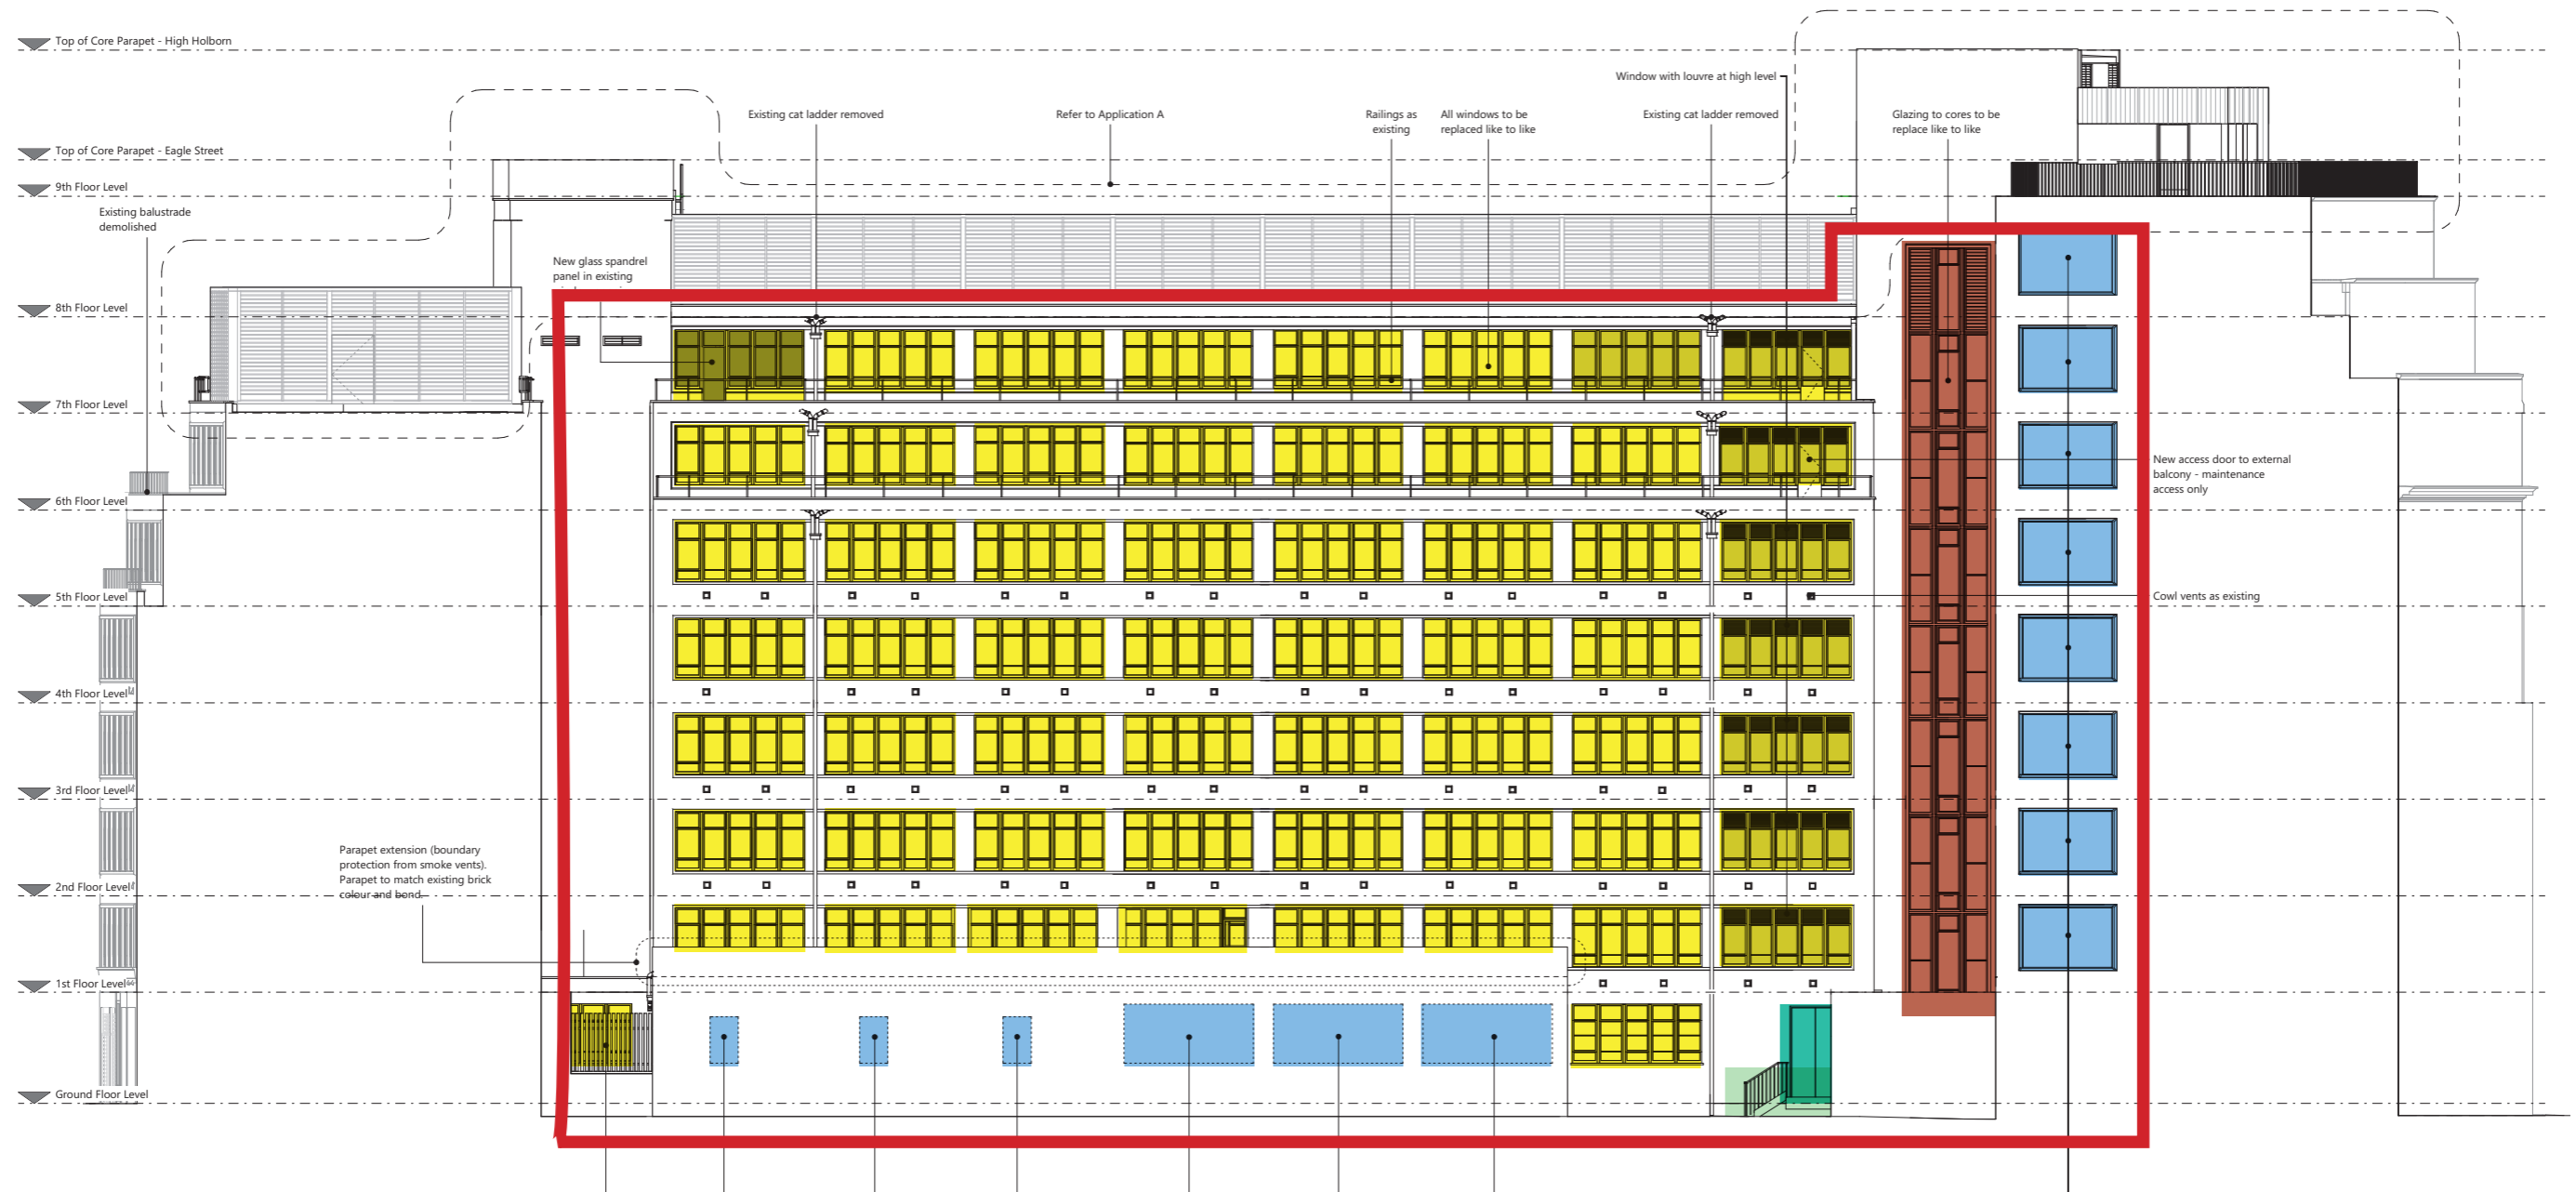 Top of Core Parapet - High Holborn
Window with louvre at high level
Existing cat ladder removed
Refer to Application A
Railings as
existing
All windows to be
replaced like to like
Existing cat ladder removed
Glazing to cores to be
replace like to like
Top of Core Parapet - Eagle Street
9th Floor Level
Existing balustrade
demolished
New glass spandrel
panel in existing
8th Floor Level
7th Floor Level
New access door to external
balcony - maintenance
access only
6th Floor Level
5th Floor Level
Cowl vents as existing
4th Floor Level
3rd Floor Level
Parapet extension (boundary
protection from smoke vents).
Parapet to match existing brick
colour and bond.
2nd Floor Level
1st Floor Level
Ground Floor Level